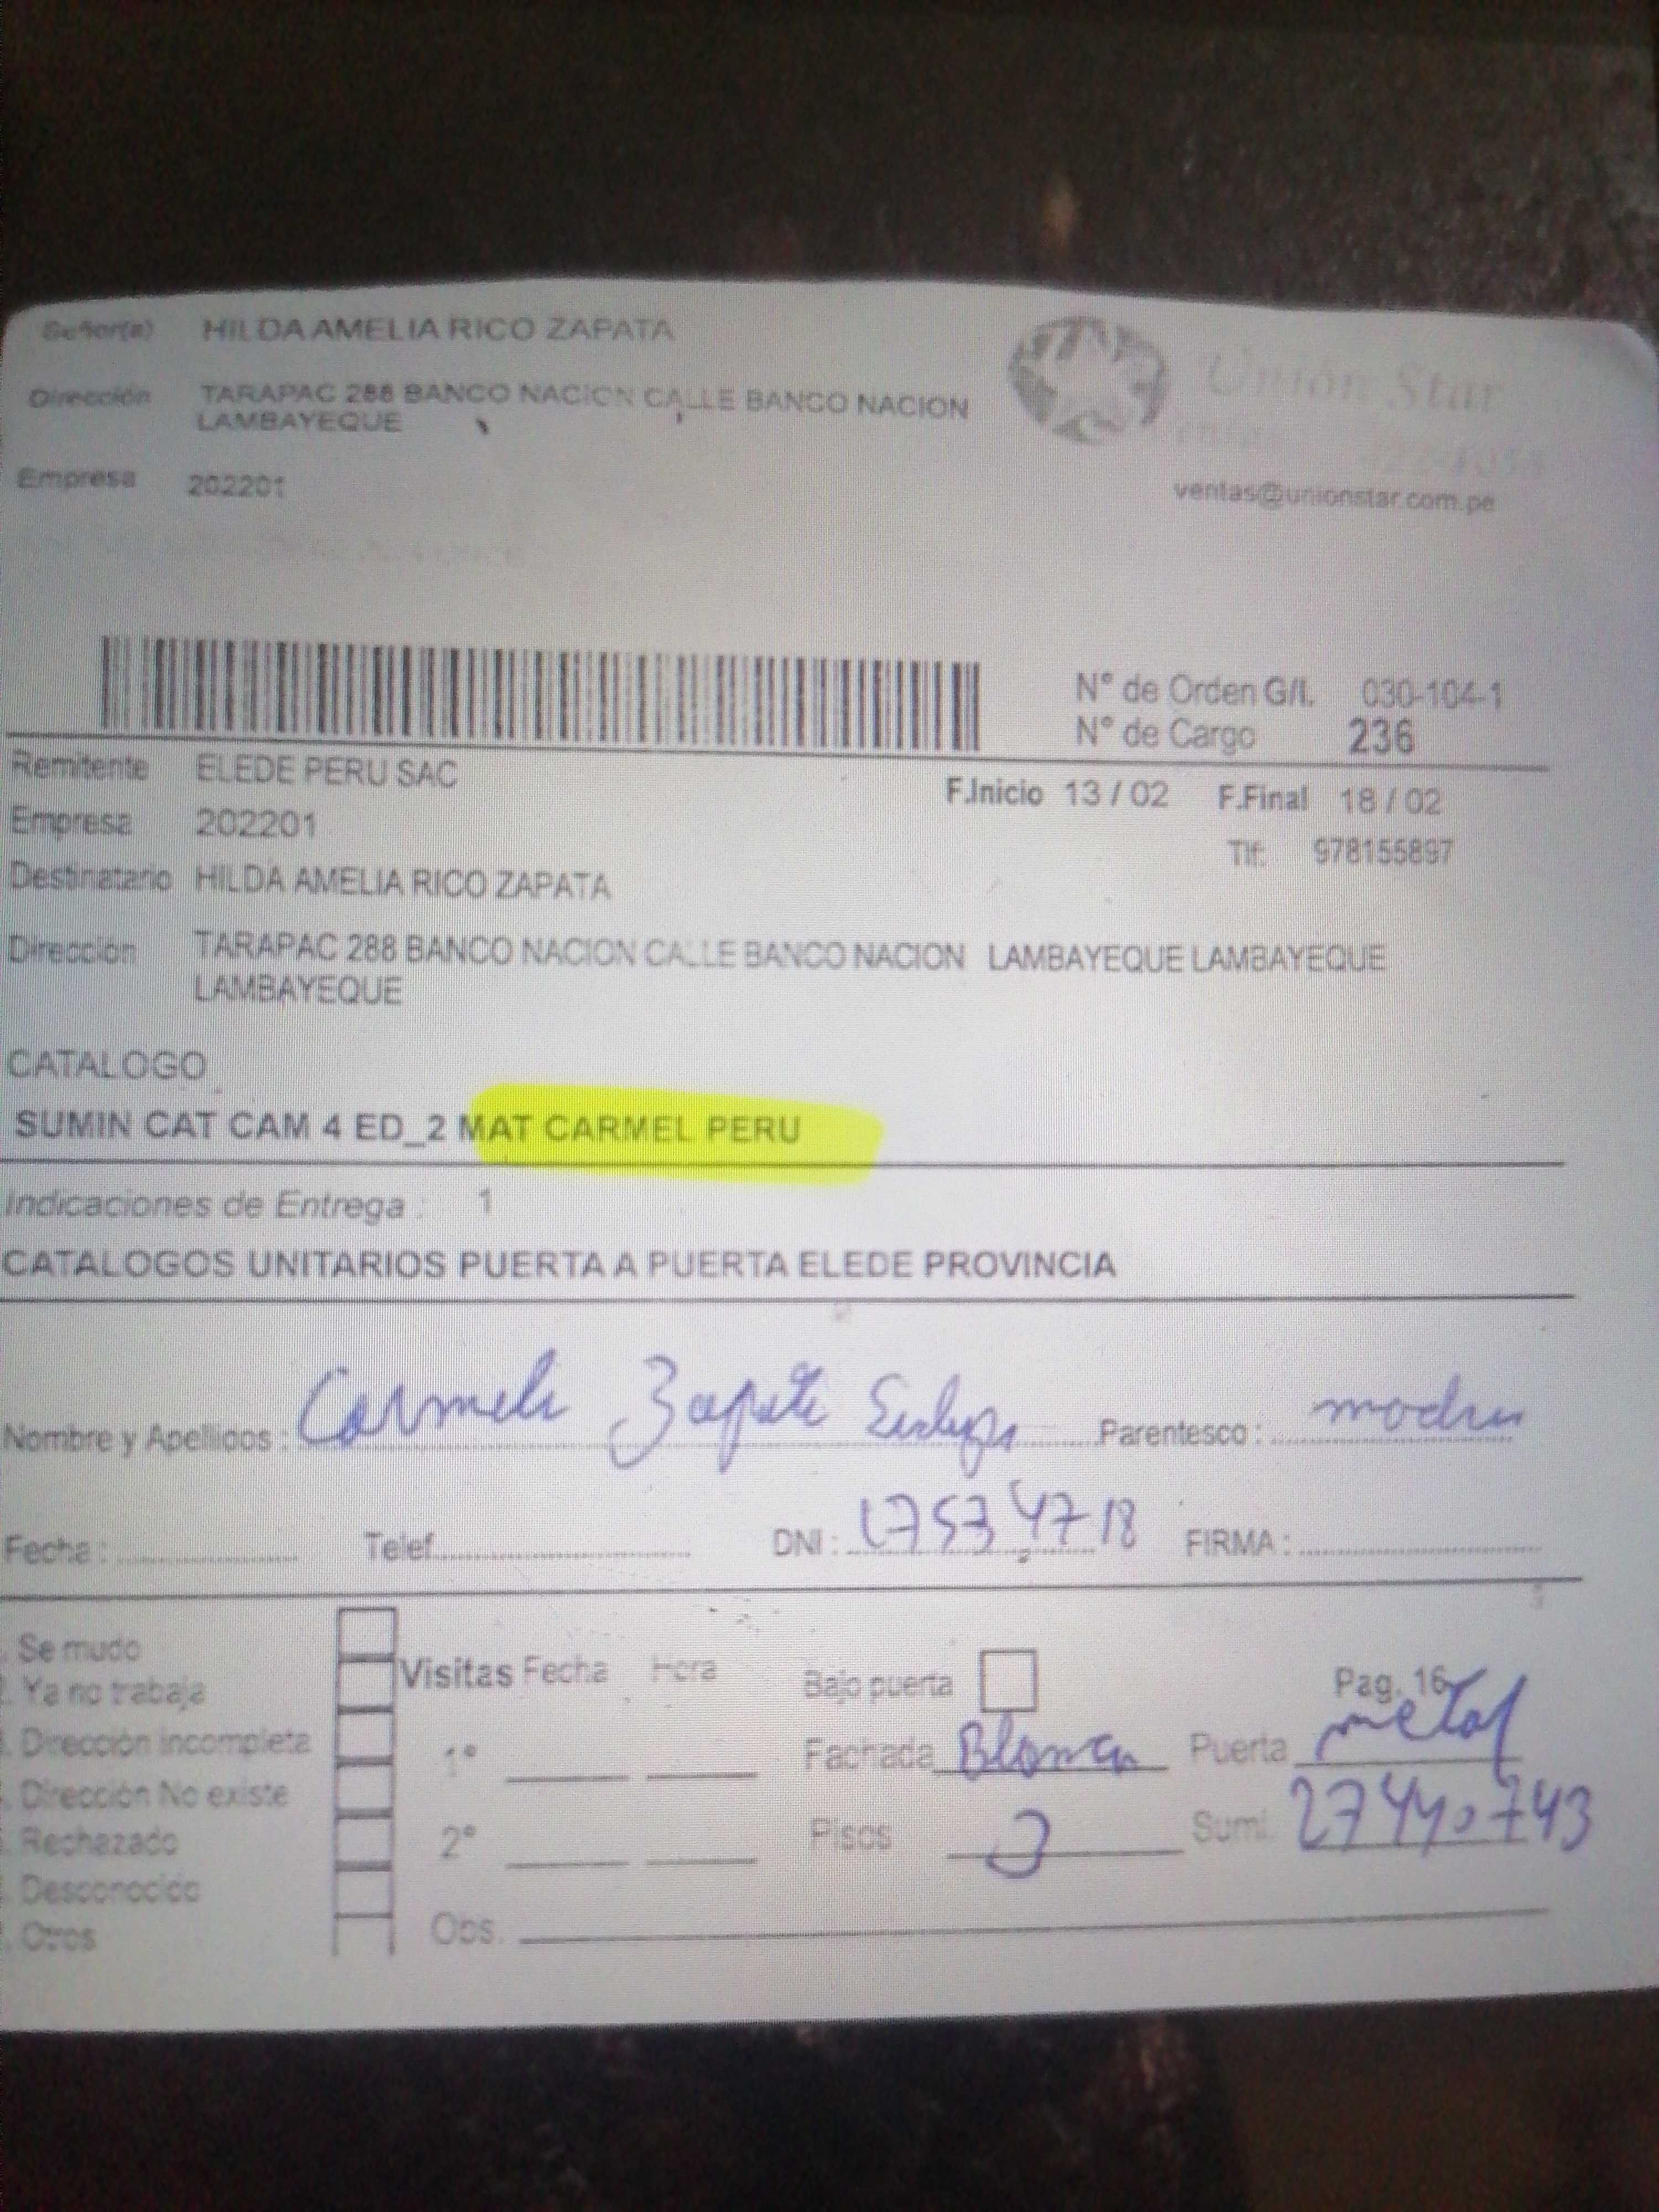 Señor(a) HILDA AMELIA RICO ZAPATA
Dirección TARAPAC 288 BANCO NACION CALLE BANCO NACION
LAMBAYEQUE
Empresa 202201
Unión Star
ventas@unionstar.com.pe
N° de Orden G/I. 030-104-1
N° de Cargo 236
Remitente ELEDE PERU SAC
F.Inicio 13 / 02 F.Final 18 / 02
Empresa 202201
Tlf: 978155897
Destinatario HILDA AMELIA RICO ZAPATA
Dirección TARAPAC 288 BANCO NACION CALLE BANCO NACION LAMBAYEQUE LAMBAYEQUE
LAMBAYEQUE
CATALOGO
SUMIN CAT CAM 4 ED_2 MAT CARMEL PERU
Indicaciones de Entrega : 1
CATALOGOS UNITARIOS PUERTA A PUERTA ELEDE PROVINCIA
Nombre y Apellidos : Zapata Parentesco : madre
Fecha : Telef. DNI : 17534718 FIRMA :
Se mudo
Ya no trabaja
Dirección incompleta
Dirección No existe
Rechazado
Desconocido
Otros
Visitas Fecha Hora
1°
2°
Obs.
Bajo puerta
Pag. 16
Fachada Blanca Puerta metal
Pisos 3 Sumi. 27440743